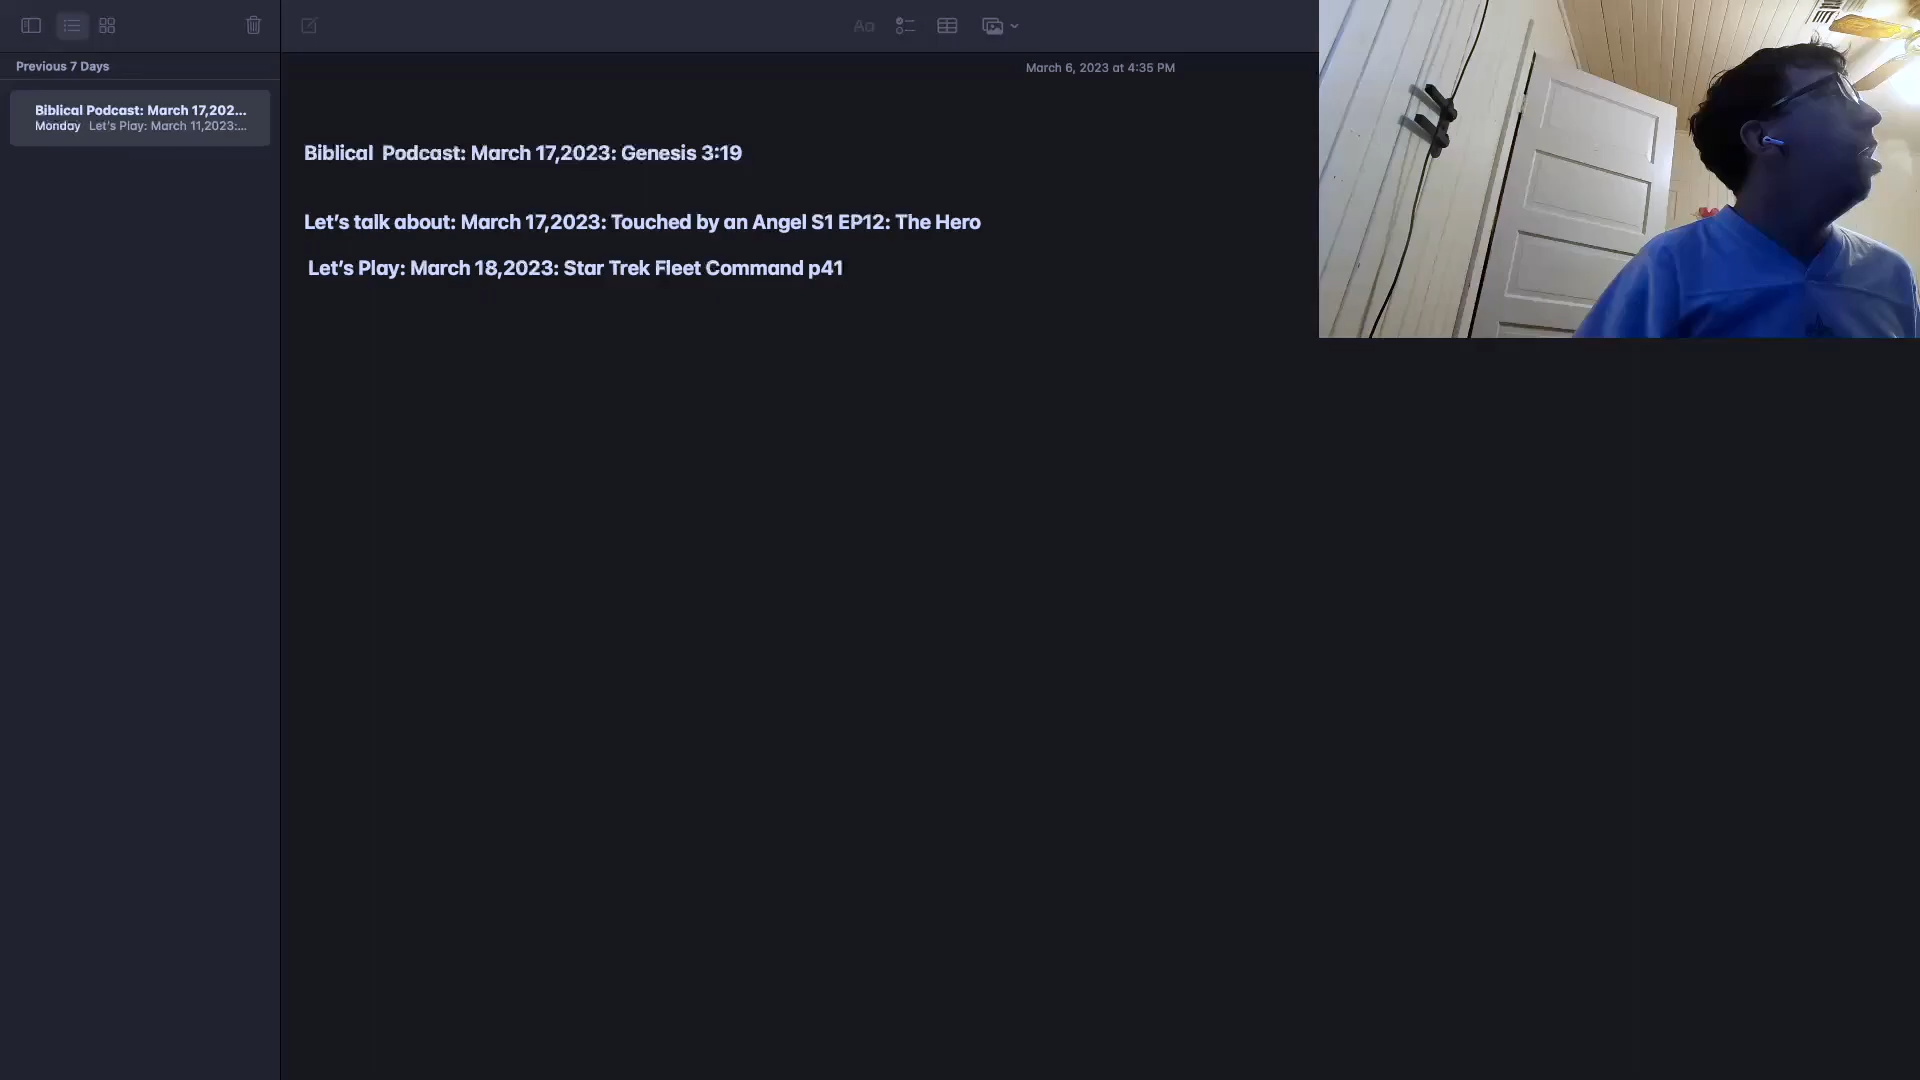 Previous 7 Days
Biblical Podcast: March 17,202...
Monday Let's Play: March 11,2023:...
Aa
March 6, 2023 at 4:35 PM
Biblical  Podcast: March 17,2023: Genesis 3:19
Let’s talk about: March 17,2023: Touched by an Angel S1 EP12: The Hero
Let’s Play: March 18,2023: Star Trek Fleet Command p41